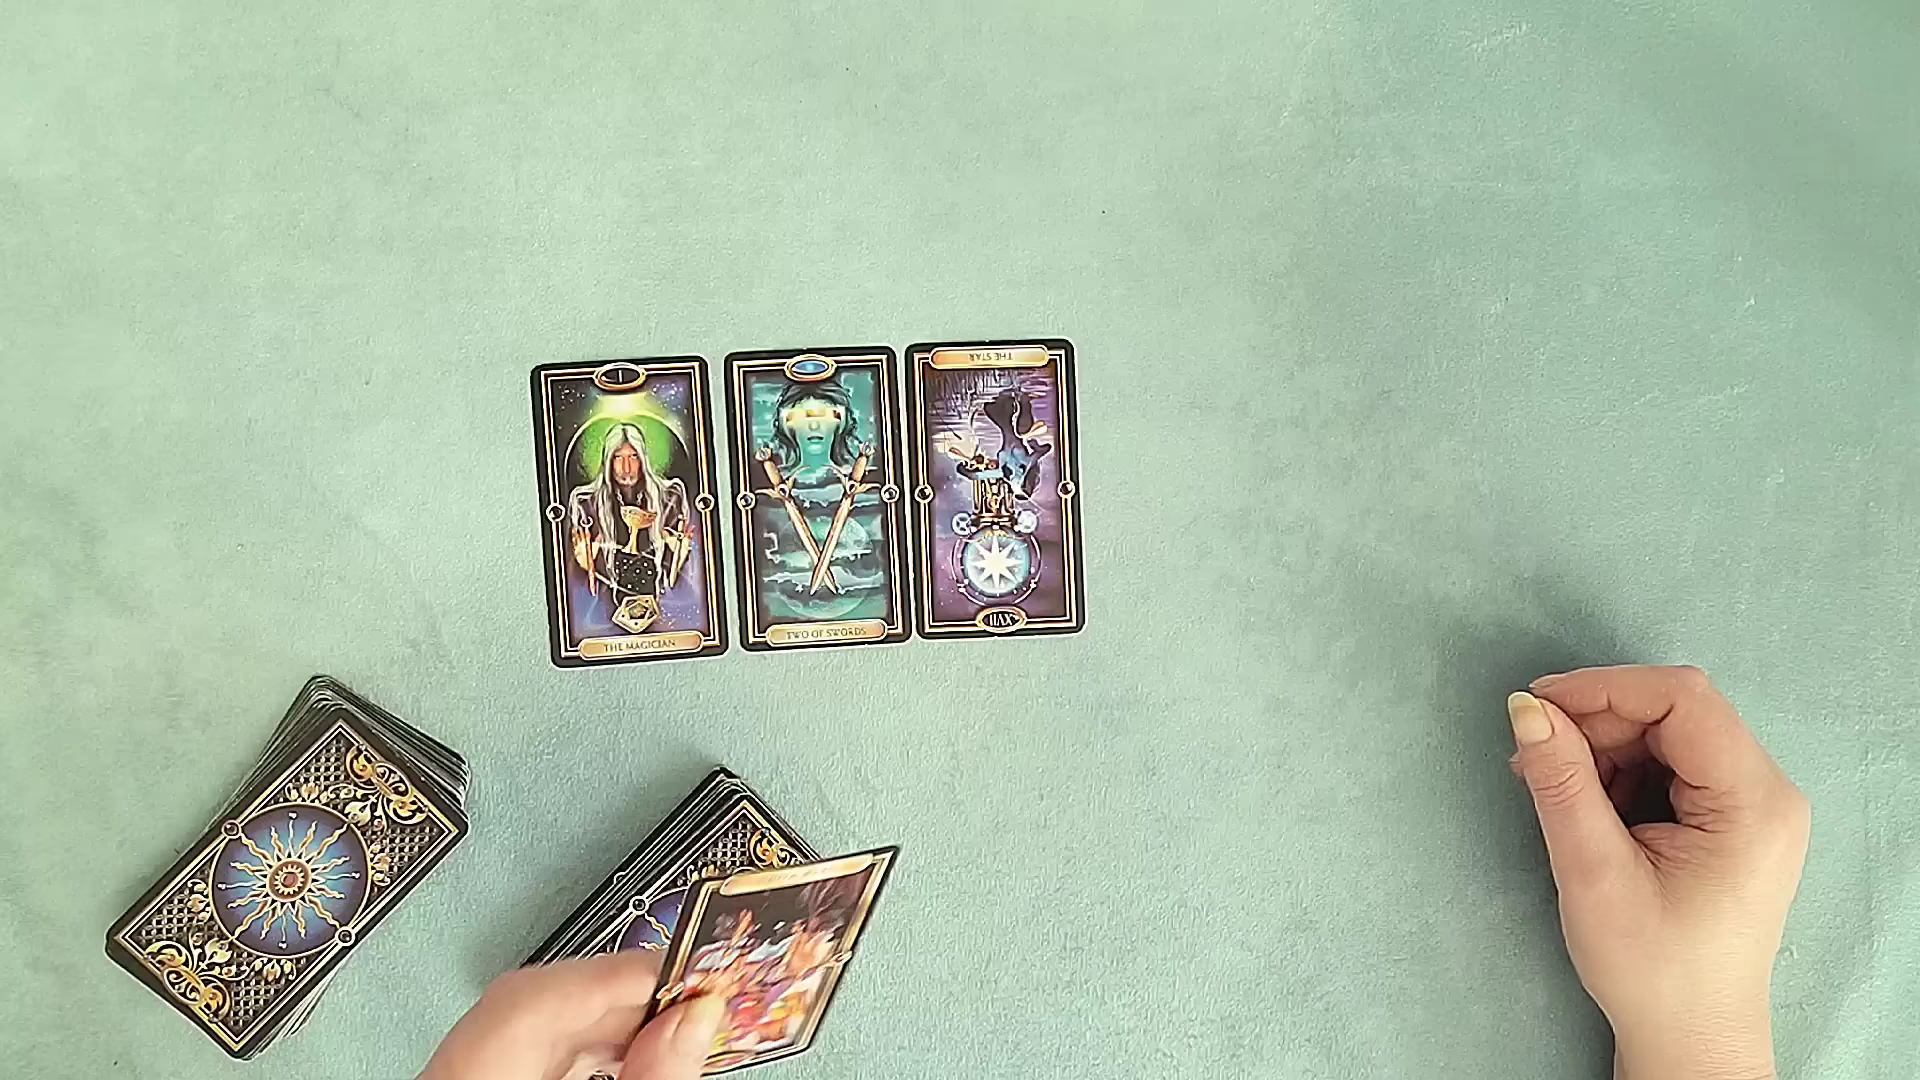 I
THE MAGICIAN
TWO OF SWORDS
THE STAR
XVII